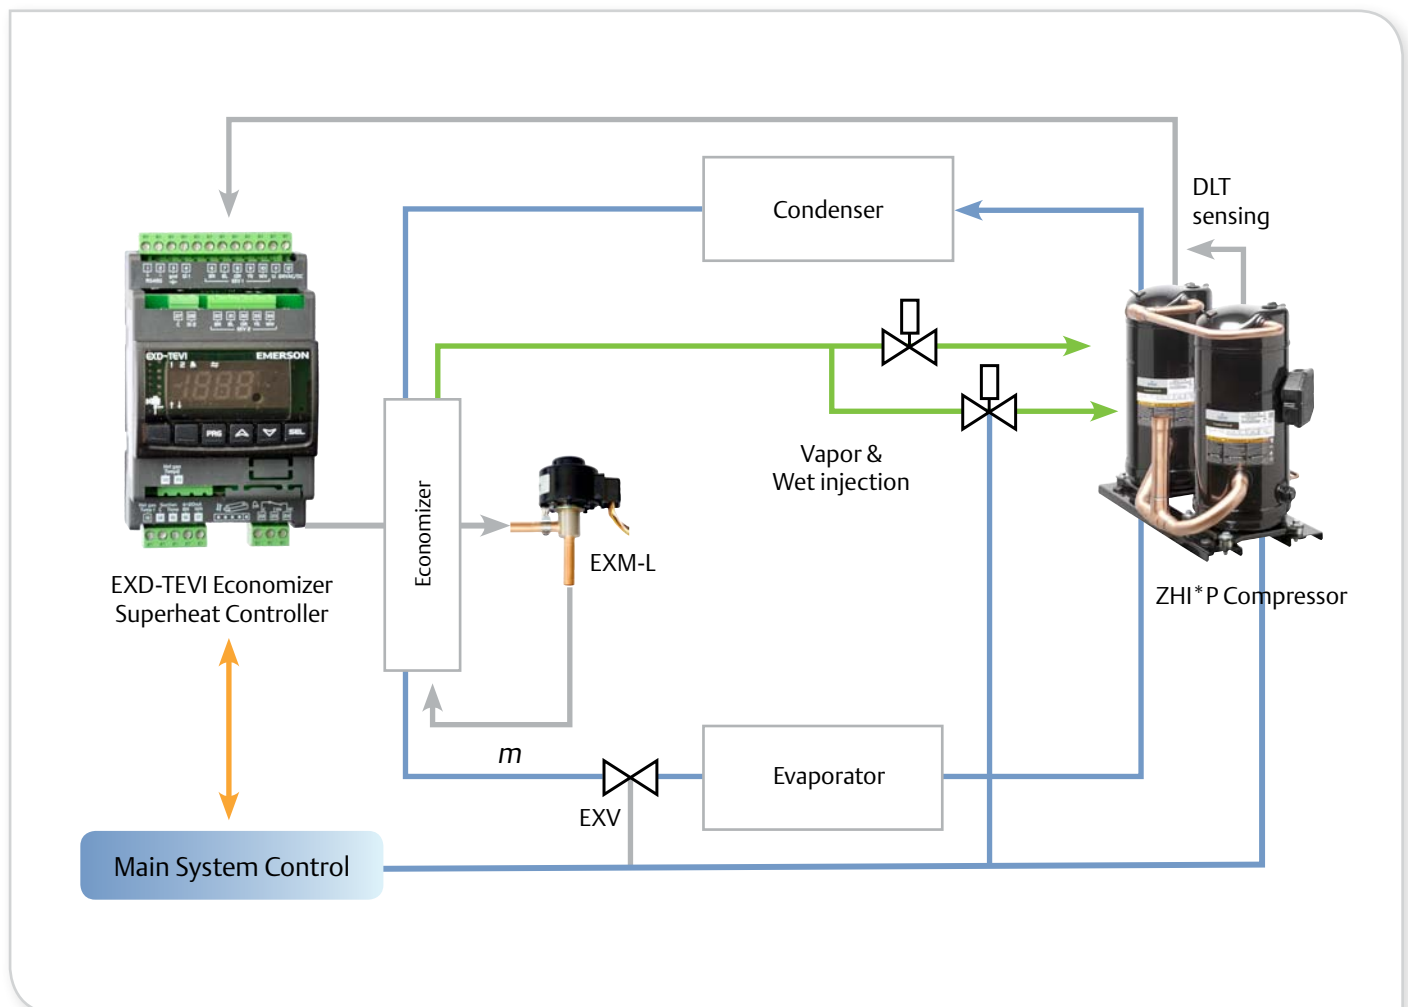 DLT
sensing
Condenser
EXD-TEVI
EMERSON
PRG
SEL
Vapor &
Wet injection
Economizer
EXM-L
EXD-TEVI Economizer
Superheat Controller
ZHI*P Compressor
m
Evaporator
EXV
Main System Control